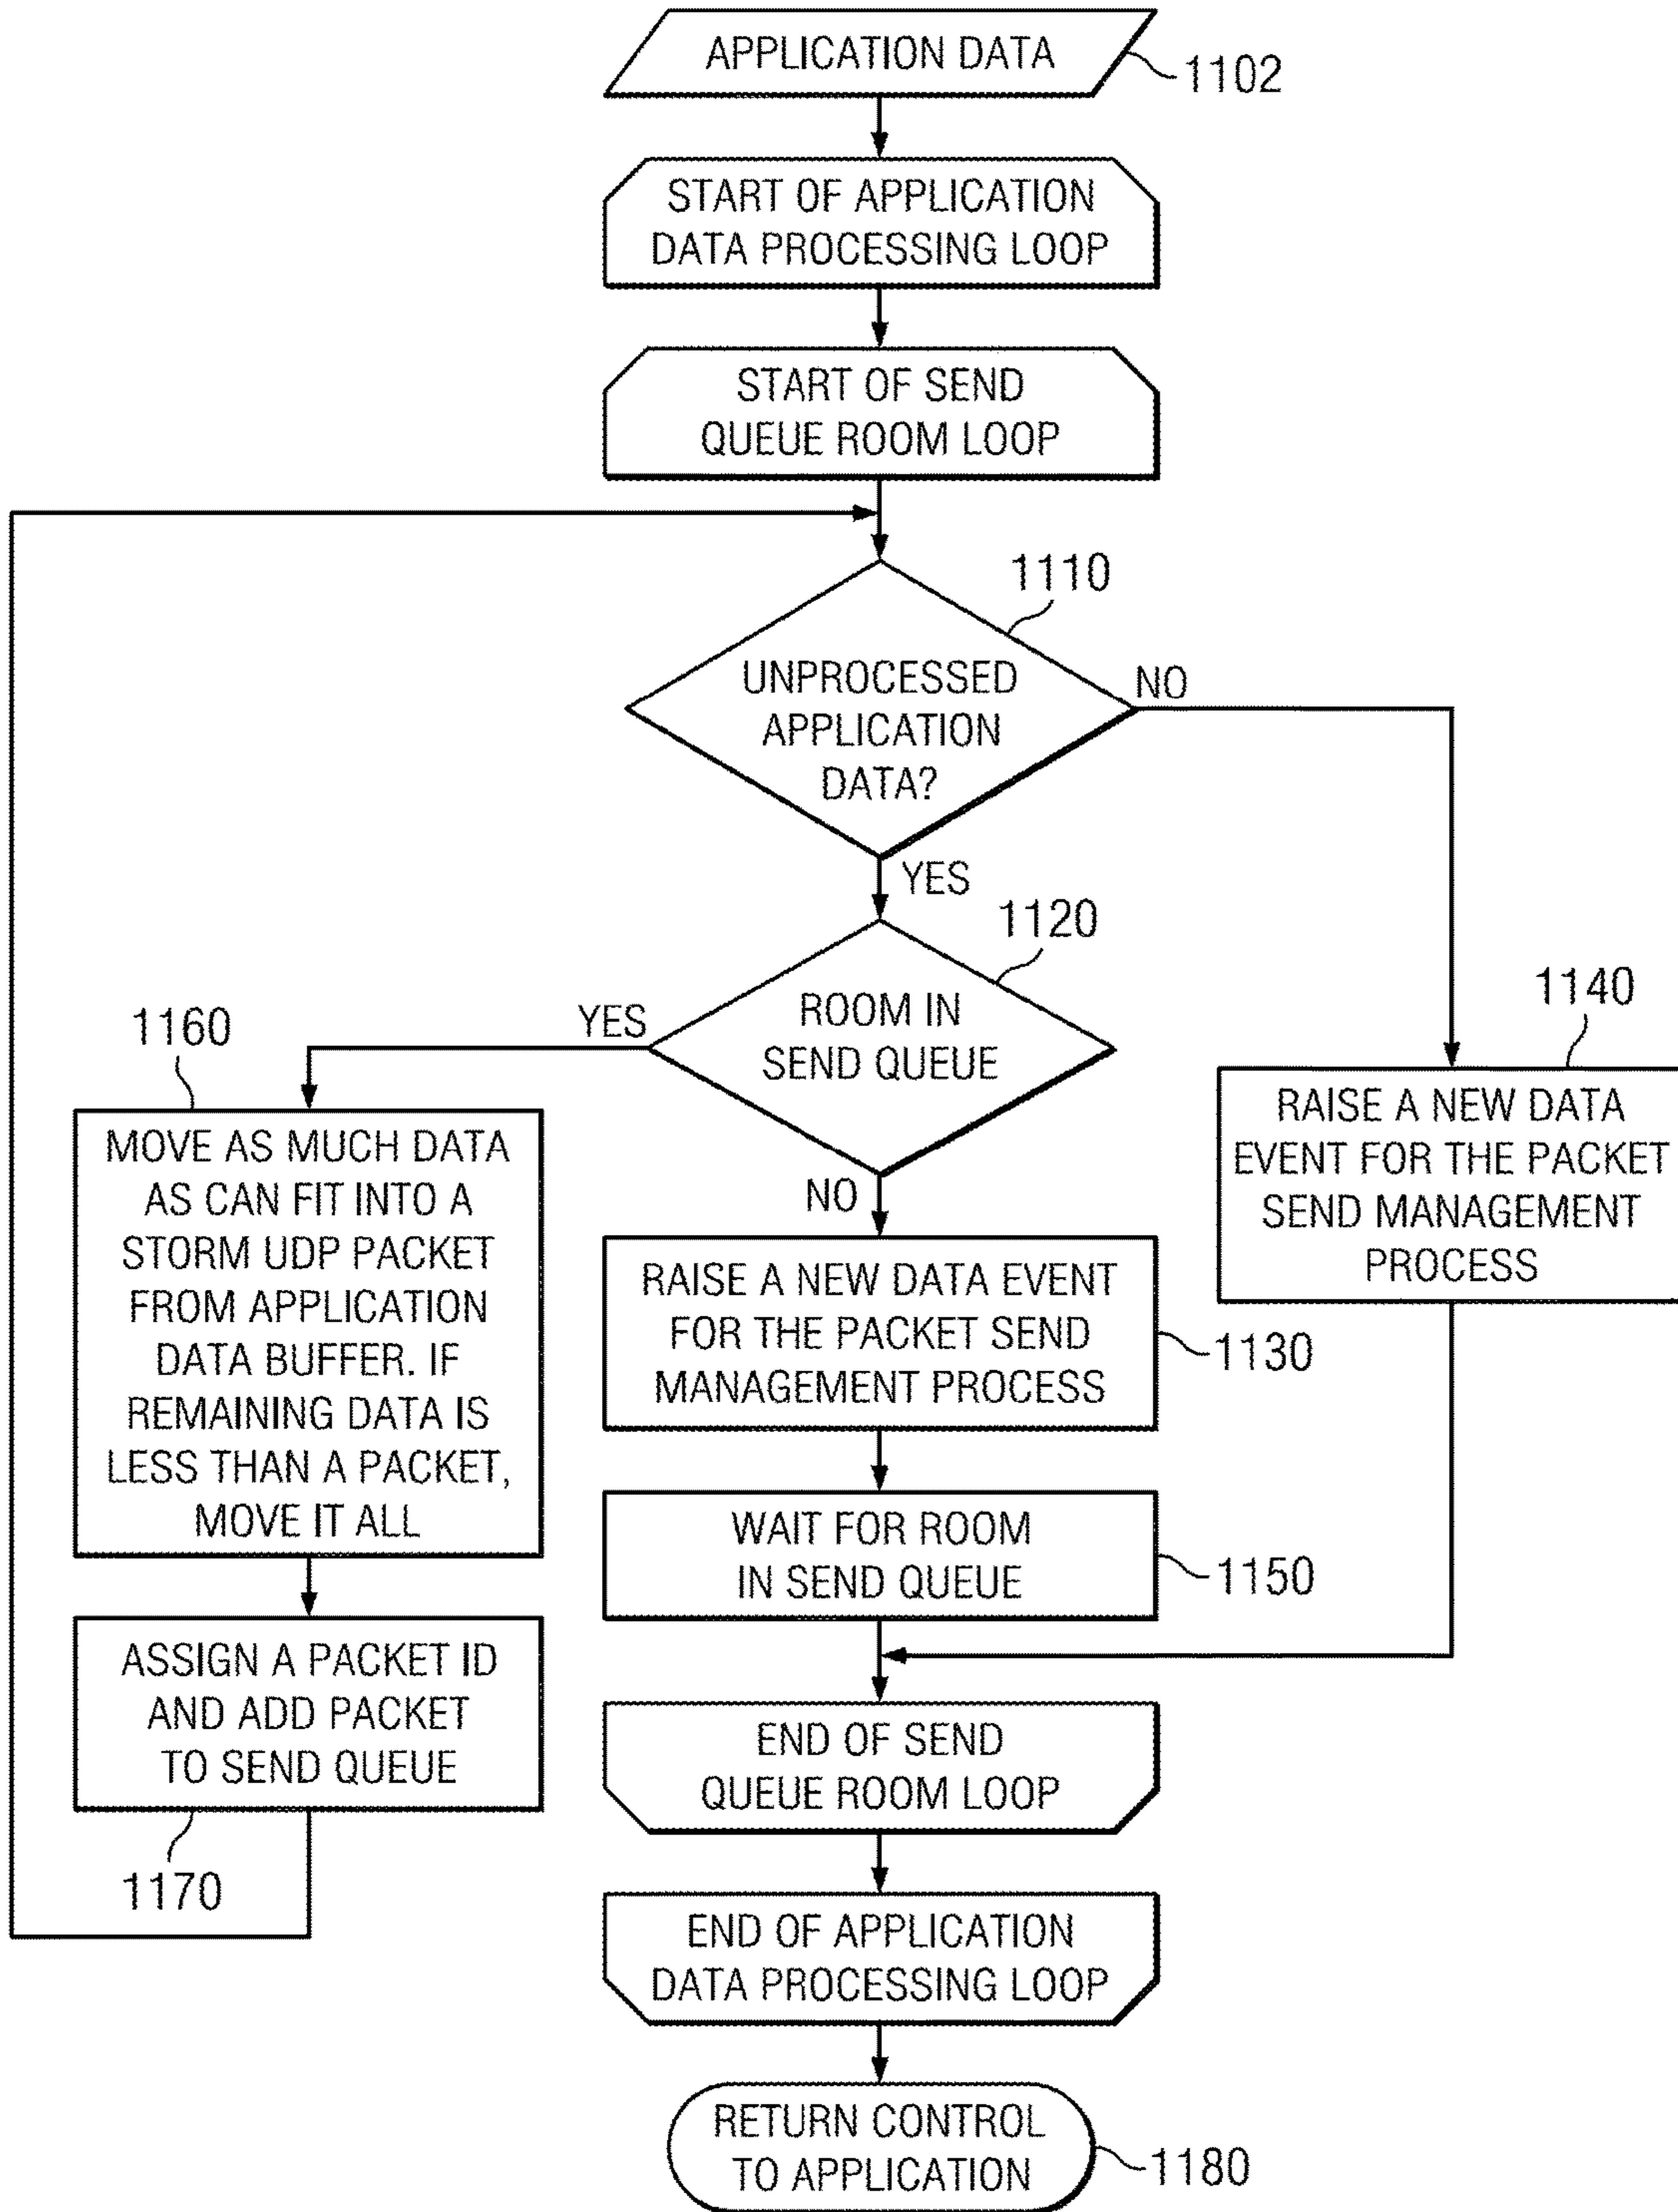 APPLICATION DATA
1102
START OF APPLICATION
DATA PROCESSING LOOP
START OF SEND
QUEUE ROOM LOOP
1110
UNPROCESSED
APPLICATION
DATA?
NO
YES
1120
ROOM IN
SEND QUEUE
YES
NO
1160
MOVE AS MUCH DATA
AS CAN FIT INTO A
STORM UDP PACKET
FROM APPLICATION
DATA BUFFER. IF
REMAINING DATA IS
LESS THAN A PACKET,
MOVE IT ALL
1140
RAISE A NEW DATA
EVENT FOR THE PACKET
SEND MANAGEMENT
PROCESS
RAISE A NEW DATA EVENT
FOR THE PACKET SEND
MANAGEMENT PROCESS
1130
WAIT FOR ROOM
IN SEND QUEUE
1150
ASSIGN A PACKET ID
AND ADD PACKET
TO SEND QUEUE
1170
END OF SEND
QUEUE ROOM LOOP
END OF APPLICATION
DATA PROCESSING LOOP
RETURN CONTROL
TO APPLICATION
1180